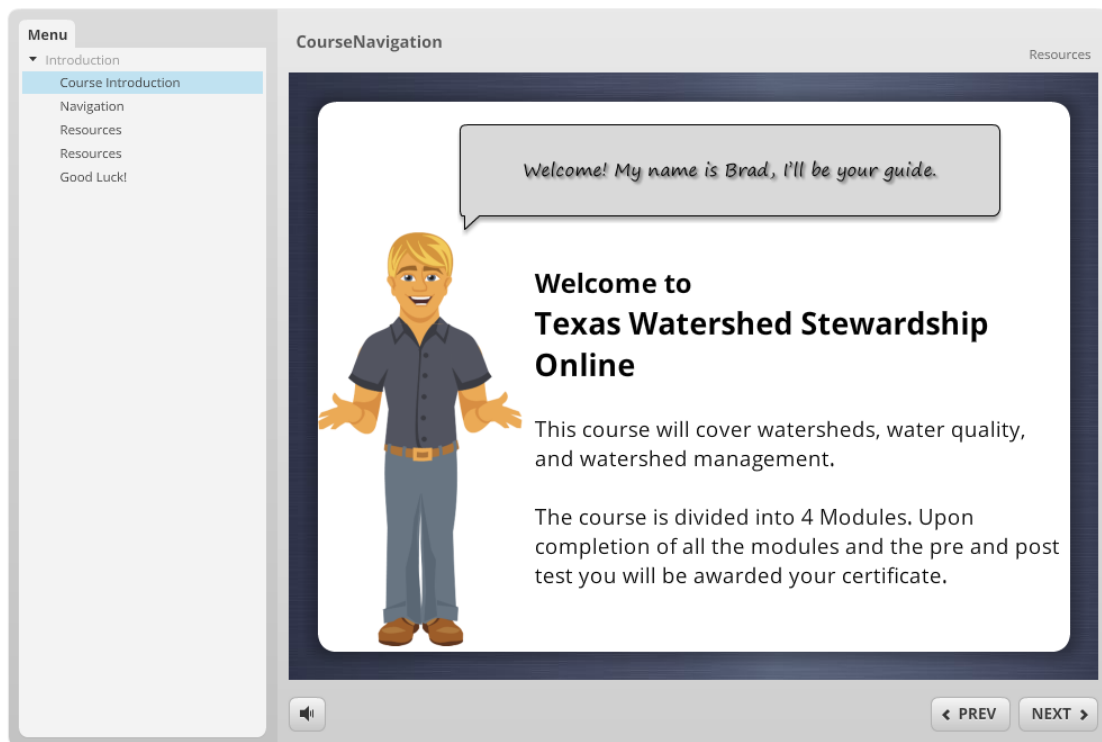 Menu
Introduction
Course Introduction
Navigation
Resources
Resources
Good Luck!
CourseNavigation
Resources
Welcome! My name is Brad, I'll be your guide.
Welcome to
Texas Watershed Stewardship
Online
This course will cover watersheds, water quality,
and watershed management.
The course is divided into 4 Modules. Upon
completion of all the modules and the pre and post
test you will be awarded your certificate.
PREV
NEXT